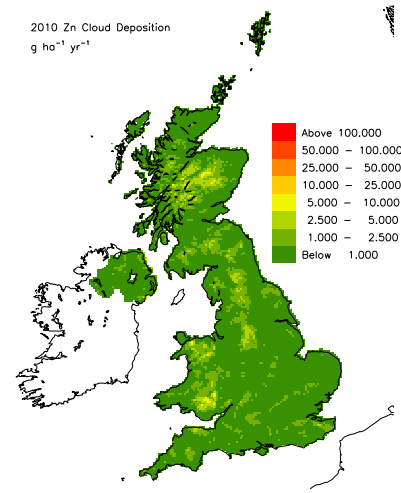 2010 Zn Cloud Deposition
g ha⁻¹ yr⁻¹
Above 100.000
50.000 – 100.000
25.000 – 50.000
10.000 – 25.000
5.000 – 10.000
2.500 – 5.000
1.000 – 2.500
Below 1.000